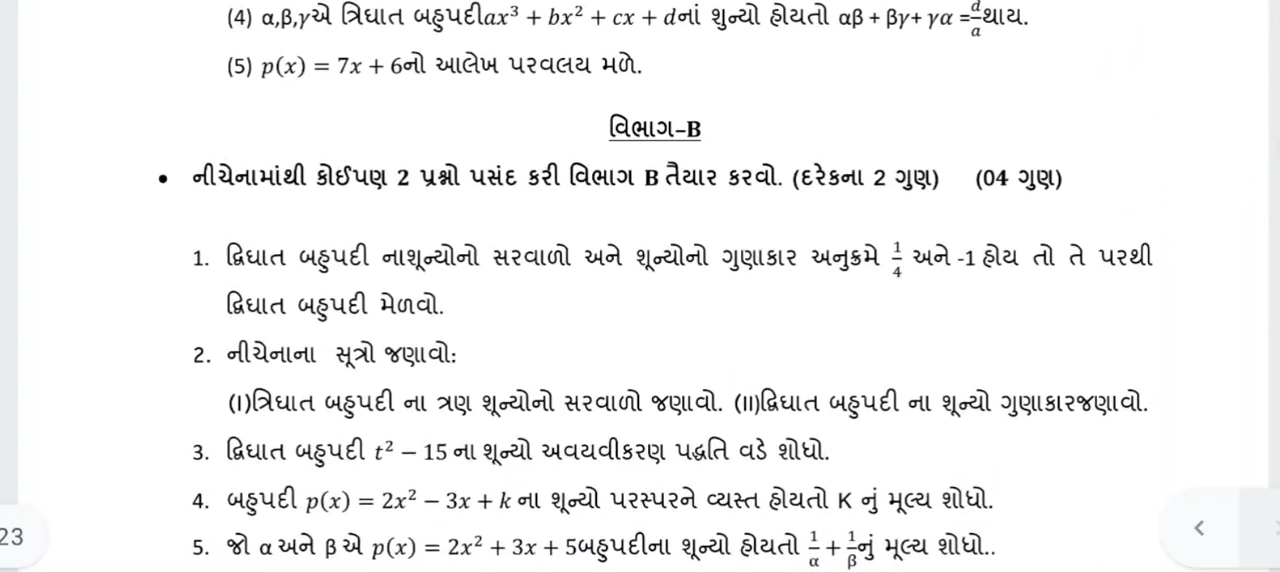 (4) α,β,γએ ત્રિઘાત બહુપદીax³ + bx² + cx + dનાં શુન્યો હોયતો αβ + βγ+ γα =d/aથાય.
(5) p(x) = 7x + 6નો આલેખ પરવલય મળે.
વિભાગ-B
• નીચેનામાંથી કોઈપણ 2 પ્રશ્નો પસંદ કરી વિભાગ B તૈયાર કરવો. (દરેકના 2 ગુણ) (04 ગુણ)
1. દ્વિઘાત બહુપદી નાશૂન્યોનો સરવાળો અને શૂન્યોનો ગુણાકાર અનુક્રમે 1/4 અને -1 હોય તો તે પરથી
દ્વિઘાત બહુપદી મેળવો.
2. નીચેનાના સૂત્રો જણાવો:
(I)ત્રિઘાત બહુપદી ના ત્રણ શૂન્યોનો સરવાળો જણાવો. (II)દ્વિઘાત બહુપદી ના શૂન્યો ગુણાકારજણાવો.
3. દ્વિઘાત બહુપદી t² − 15 ના શૂન્યો અવયવીકરણ પદ્ધતિ વડે શોધો.
4. બહુપદી p(x) = 2x² − 3x + k ના શૂન્યો પરસ્પરને વ્યસ્ત હોયતો K નું મૂલ્ય શોધો.
23
5. જો α અને β એ p(x) = 2x² + 3x + 5બહુપદીના શૂન્યો હોયતો 1/α + 1/βનું મૂલ્ય શોધો..